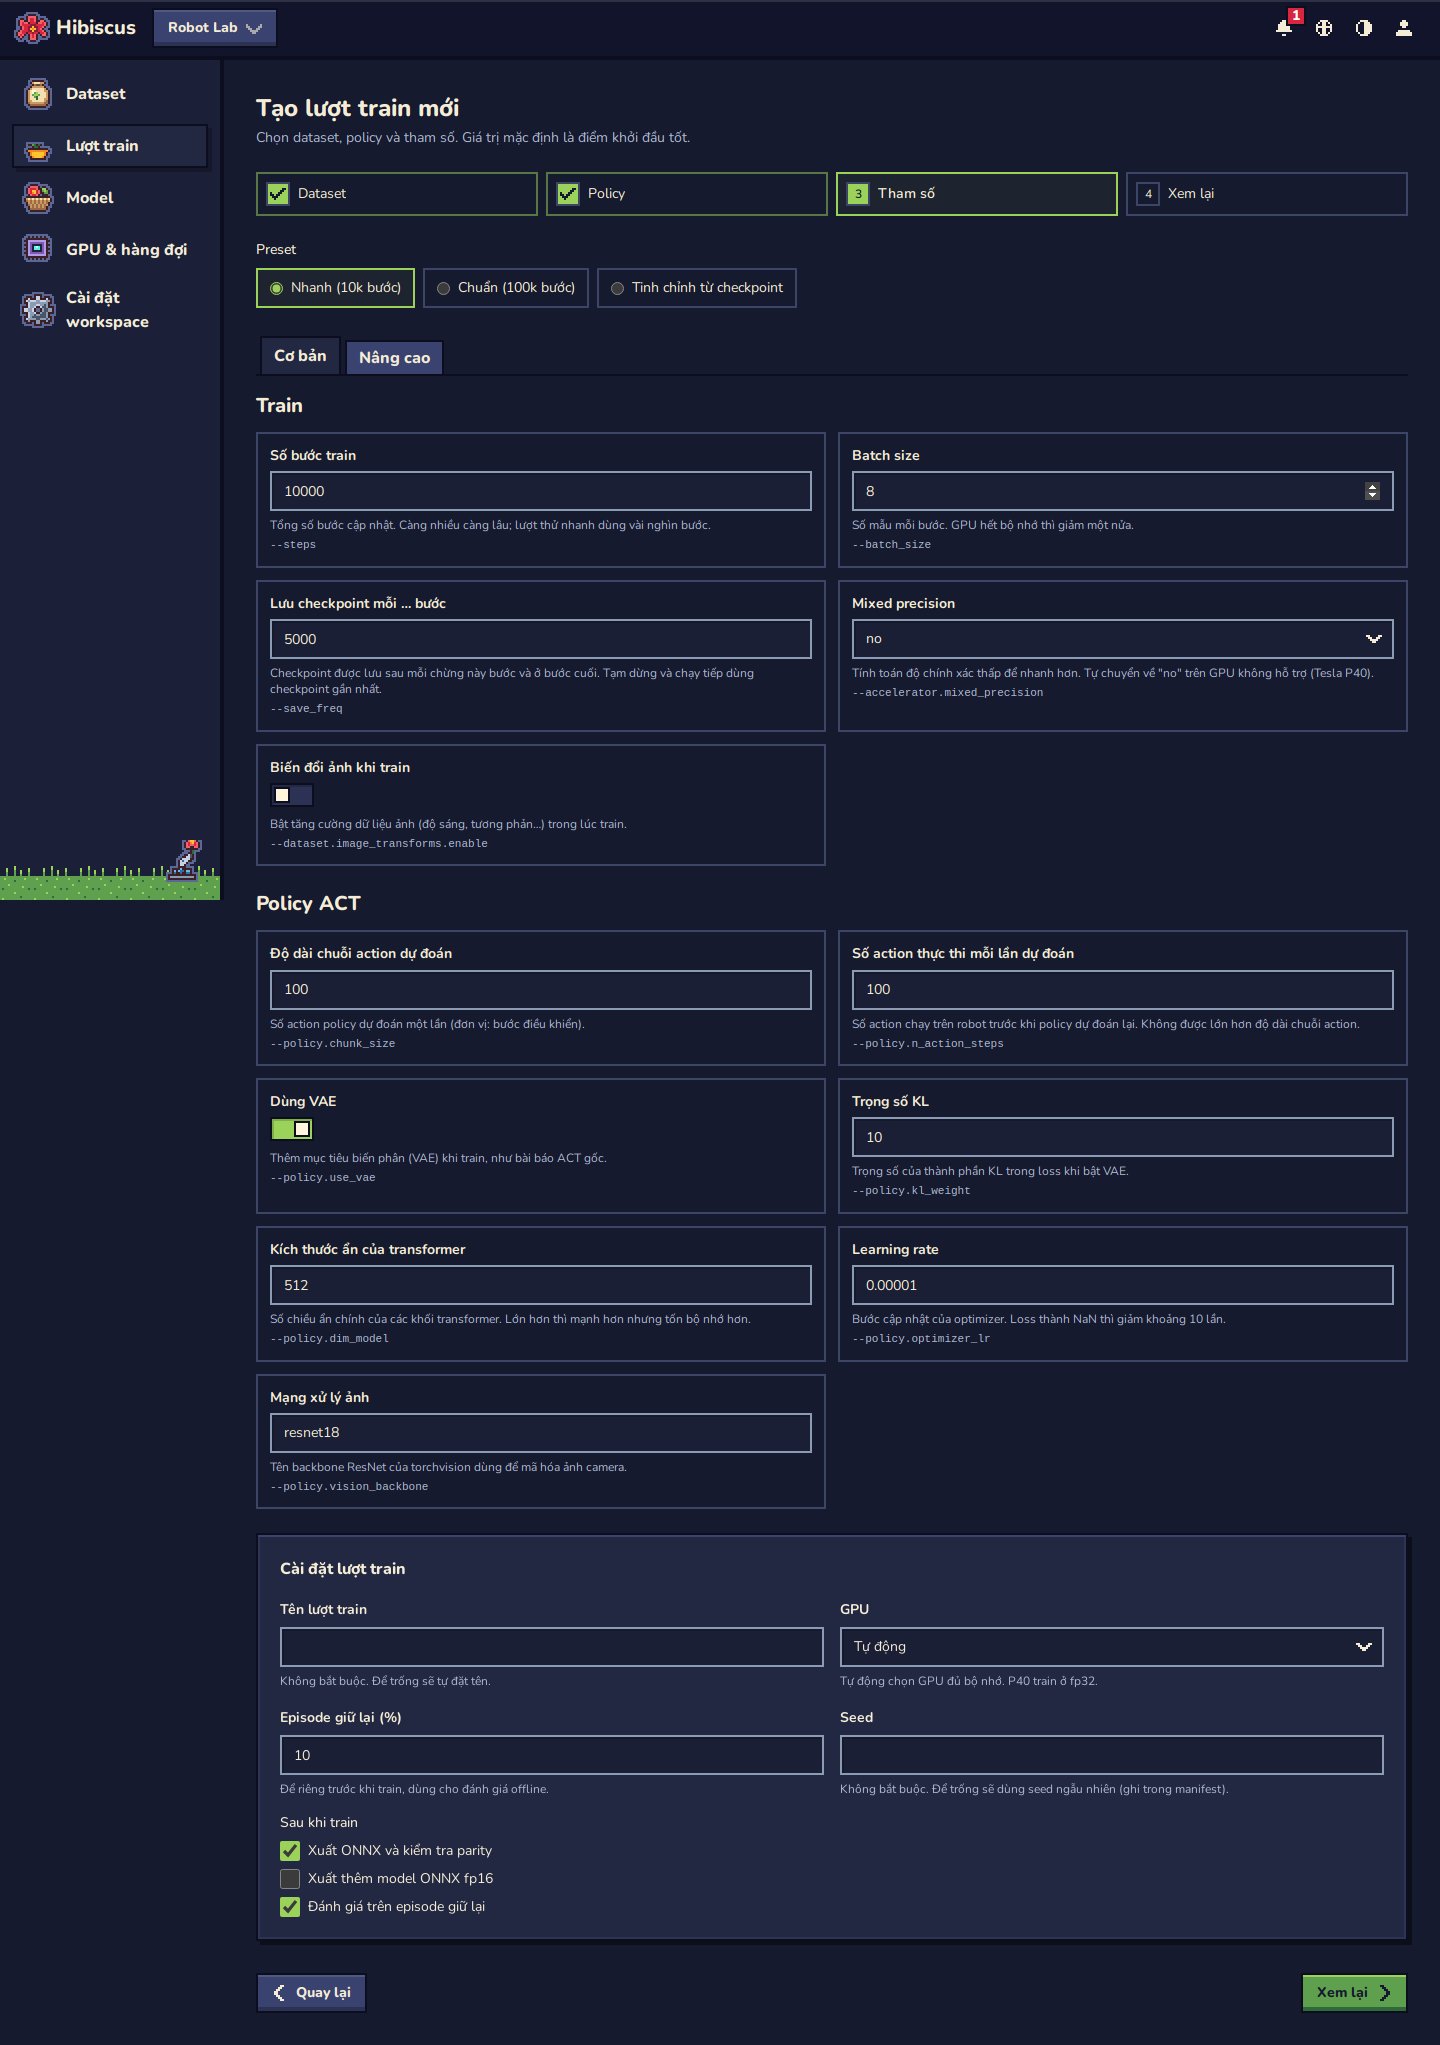 Hibiscus
Robot Lab
1
Dataset
Lượt train
Model
GPU & hàng đợi
Cài đặt
workspace
Tạo lượt train mới
Chọn dataset, policy và tham số. Giá trị mặc định là điểm khởi đầu tốt.
Dataset
Policy
3 Tham số
4 Xem lại
Preset
Nhanh (10k bước)
Chuẩn (100k bước)
Tinh chỉnh từ checkpoint
Cơ bản
Nâng cao
Train
Số bước train
10000
Tổng số bước cập nhật. Càng nhiều càng lâu; lượt thử nhanh dùng vài nghìn bước.
--steps
Batch size
8
Số mẫu mỗi bước. GPU hết bộ nhớ thì giảm một nửa.
--batch_size
Lưu checkpoint mỗi ... bước
5000
Checkpoint được lưu sau mỗi chừng này bước và ở bước cuối. Tạm dừng và chạy tiếp dùng
checkpoint gần nhất.
--save_freq
Mixed precision
no
Tính toán độ chính xác thấp để nhanh hơn. Tự chuyển về "no" trên GPU không hỗ trợ (Tesla P40).
--accelerator.mixed_precision
Biến đổi ảnh khi train
Bật tăng cường dữ liệu ảnh (độ sáng, tương phản...) trong lúc train.
--dataset.image_transforms.enable
Policy ACT
Độ dài chuỗi action dự đoán
100
Số action policy dự đoán một lần (đơn vị: bước điều khiển).
--policy.chunk_size
Số action thực thi mỗi lần dự đoán
100
Số action chạy trên robot trước khi policy dự đoán lại. Không được lớn hơn độ dài chuỗi action.
--policy.n_action_steps
Dùng VAE
Thêm mục tiêu biến phân (VAE) khi train, như bài báo ACT gốc.
--policy.use_vae
Trọng số KL
10
Trọng số của thành phần KL trong loss khi bật VAE.
--policy.kl_weight
Kích thước ẩn của transformer
512
Số chiều ẩn chính của các khối transformer. Lớn hơn thì mạnh hơn nhưng tốn bộ nhớ hơn.
--policy.dim_model
Learning rate
0.00001
Bước cập nhật của optimizer. Loss thành NaN thì giảm khoảng 10 lần.
--policy.optimizer_lr
Mạng xử lý ảnh
resnet18
Tên backbone ResNet của torchvision dùng để mã hóa ảnh camera.
--policy.vision_backbone
Cài đặt lượt train
Tên lượt train
Không bắt buộc. Để trống sẽ tự đặt tên.
GPU
Tự động
Tự động chọn GPU đủ bộ nhớ. P40 train ở fp32.
Episode giữ lại (%)
10
Để riêng trước khi train, dùng cho đánh giá offline.
Seed
Không bắt buộc. Để trống sẽ dùng seed ngẫu nhiên (ghi trong manifest).
Sau khi train
Xuất ONNX và kiểm tra parity
Xuất thêm model ONNX fp16
Đánh giá trên episode giữ lại
Quay lại
Xem lại